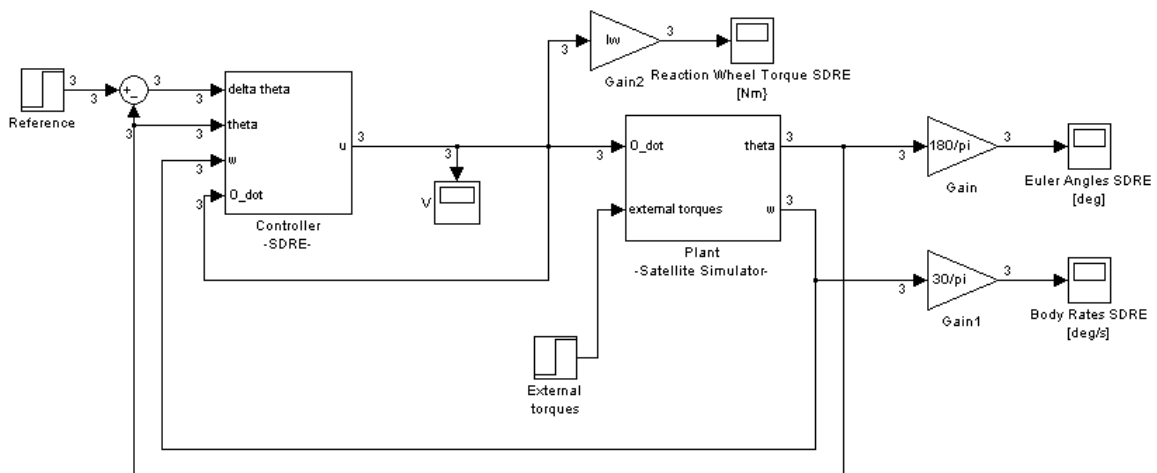 3
Iw
3
Gain2
Reaction Wheel Torque SDRE
[Nm}
3
3
+
-
3
3
Reference
delta theta
theta
3
w
3
O_dot
3
u
3
Controller
-SDRE-
3
V
3
O_dot
external torques
theta
w
3
3
Plant
-Satellite Simulator-
3
180/pi
3
Gain
Euler Angles SDRE
[deg]
3
30/pi
3
Gain1
Body Rates SDRE
[deg/s]
External
torques